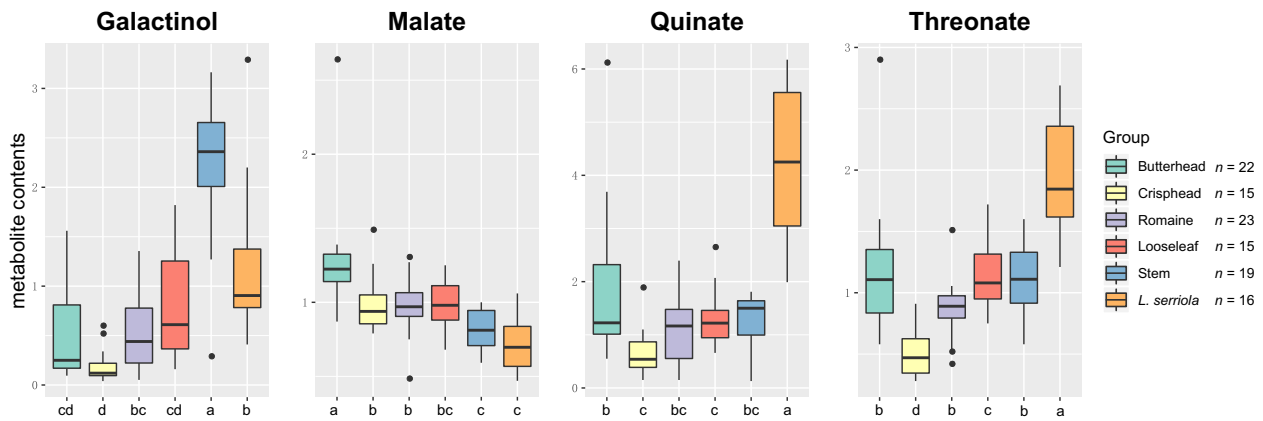 Galactinol Malate Quinate Threonate
metabolite contents
3
2
1
0
cd d bc cd a b
2
1
a b b bc c c
6
4
2
0
b c bc c bc a
3
2
1
b d b c b a
Group
Butterhead n = 22
Crisphead n = 15
Romaine n = 23
Looseleaf n = 15
Stem n = 19
L. serriola n = 16